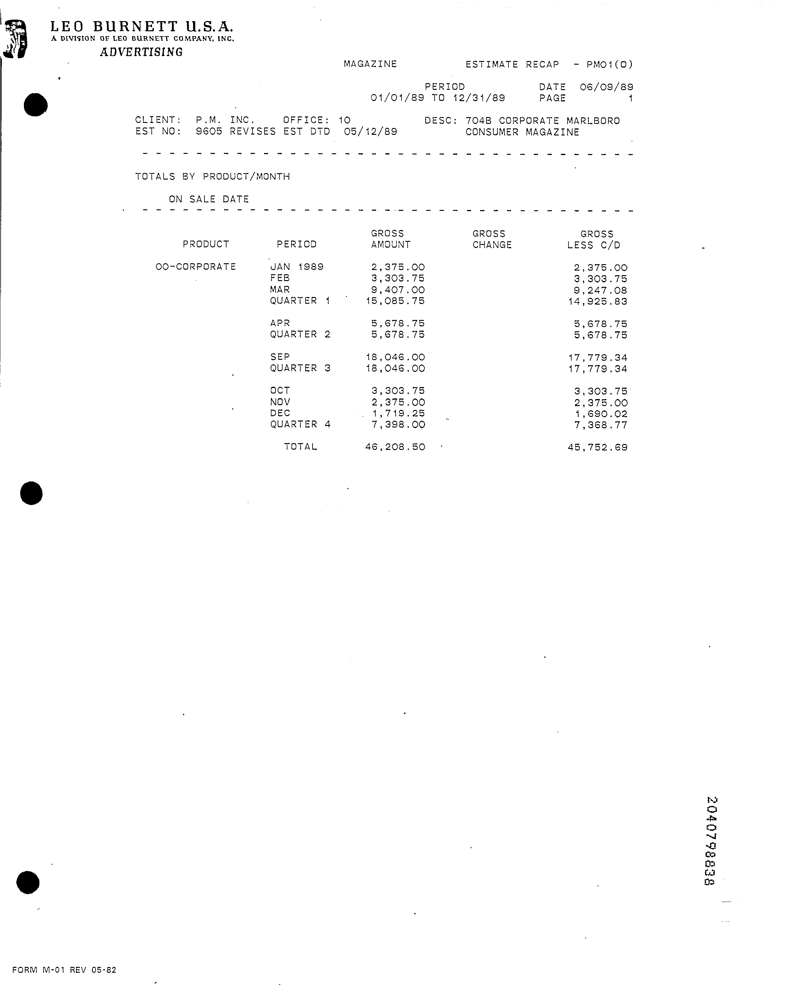 LEO BURNETT U.S.A.
A DIVISION OF LEO BURNETT COMPANY, INC.
ADVERTISING
MAGAZINE ESTIMATE RECAP - PM01(0)
PERIOD DATE 06/09/89
01/01/89 TO 12/31/89 PAGE 1
CLIENT: P.M. INC. OFFICE: 10 DESC: 704B CORPORATE MARLBORO
EST NO: 9605 REVISES EST DTD 05/12/89 CONSUMER MAGAZINE
- - - - - - - - - - - - - - - - - - - - - - - - - - - - - - - - - - - - -
TOTALS BY PRODUCT/MONTH
ON SALE DATE
- - - - - - - - - - - - - - - - - - - - - - - - - - - - - - - - - - - - -
GROSS GROSS GROSS
PRODUCT PERIOD AMOUNT CHANGE LESS C/D
00-CORPORATE JAN 1989 2,375.00 2,375.00
FEB 3,303.75 3,303.75
MAR 9,407.00 9,247.08
QUARTER 1 15,085.75 14,925.83
APR 5,678.75 5,678.75
QUARTER 2 5,678.75 5,678.75
SEP 18,046.00 17,779.34
QUARTER 3 18,046.00 17,779.34
OCT 3,303.75 3,303.75
NOV 2,375.00 2,375.00
DEC 1,719.25 1,690.02
QUARTER 4 7,398.00 7,368.77
TOTAL 46,208.50 45,752.69
2040798838
FORM M-01 REV 05-82